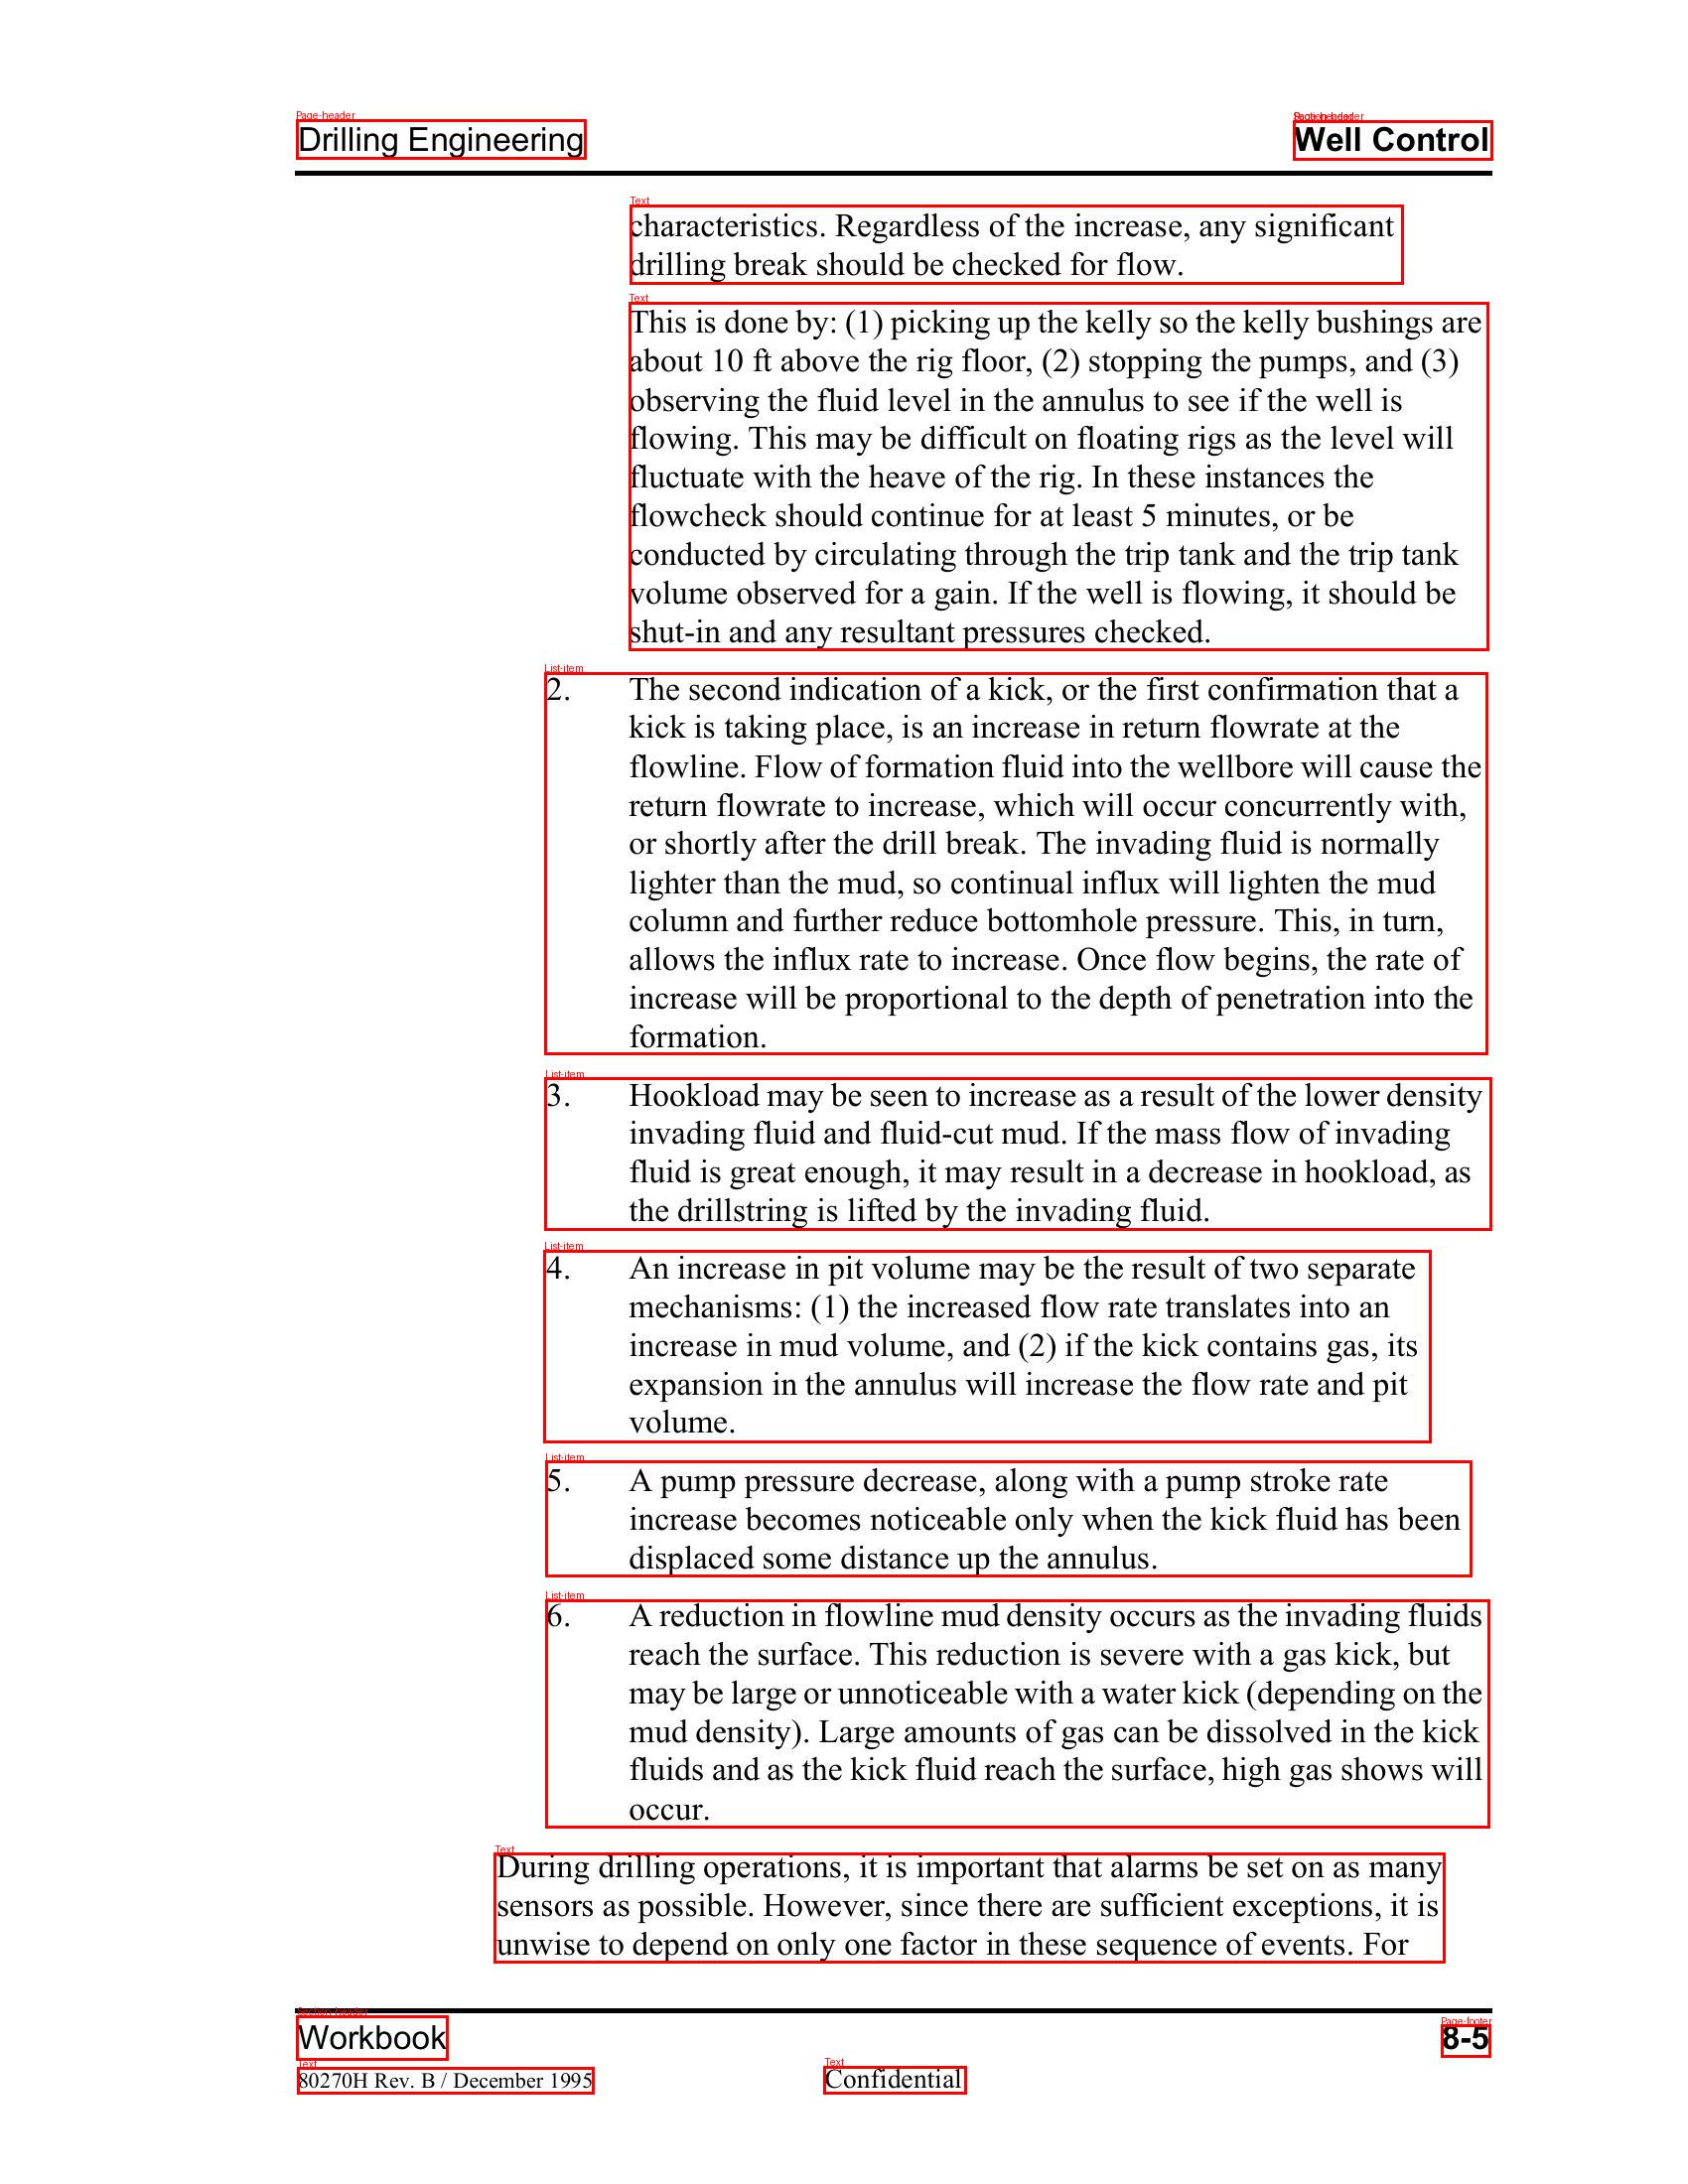 Page-header
Drilling Engineering
Well Control
Text
characteristics. Regardless of the increase, any significant
drilling break should be checked for flow.
Text
This is done by: (1) picking up the kelly so the kelly bushings are
about 10 ft above the rig floor, (2) stopping the pumps, and (3)
observing the fluid level in the annulus to see if the well is
flowing. This may be difficult on floating rigs as the level will
fluctuate with the heave of the rig. In these instances the
flowcheck should continue for at least 5 minutes, or be
conducted by circulating through the trip tank and the trip tank
volume observed for a gain. If the well is flowing, it should be
shut-in and any resultant pressures checked.
List-item
2. The second indication of a kick, or the first confirmation that a
kick is taking place, is an increase in return flowrate at the
flowline. Flow of formation fluid into the wellbore will cause the
return flowrate to increase, which will occur concurrently with,
or shortly after the drill break. The invading fluid is normally
lighter than the mud, so continual influx will lighten the mud
column and further reduce bottomhole pressure. This, in turn,
allows the influx rate to increase. Once flow begins, the rate of
increase will be proportional to the depth of penetration into the
formation.
List-item
3. Hookload may be seen to increase as a result of the lower density
invading fluid and fluid-cut mud. If the mass flow of invading
fluid is great enough, it may result in a decrease in hookload, as
the drillstring is lifted by the invading fluid.
List-item
4. An increase in pit volume may be the result of two separate
mechanisms: (1) the increased flow rate translates into an
increase in mud volume, and (2) if the kick contains gas, its
expansion in the annulus will increase the flow rate and pit
volume.
List-item
5. A pump pressure decrease, along with a pump stroke rate
increase becomes noticeable only when the kick fluid has been
displaced some distance up the annulus.
List-item
6. A reduction in flowline mud density occurs as the invading fluids
reach the surface. This reduction is severe with a gas kick, but
may be large or unnoticeable with a water kick (depending on the
mud density). Large amounts of gas can be dissolved in the kick
fluids and as the kick fluid reach the surface, high gas shows will
occur.
Text
During drilling operations, it is important that alarms be set on as many
sensors as possible. However, since there are sufficient exceptions, it is
unwise to depend on only one factor in these sequence of events. For
Section-header
Workbook
Page-footer
8-5
Text
80270H Rev. B / December 1995
Text
Confidential